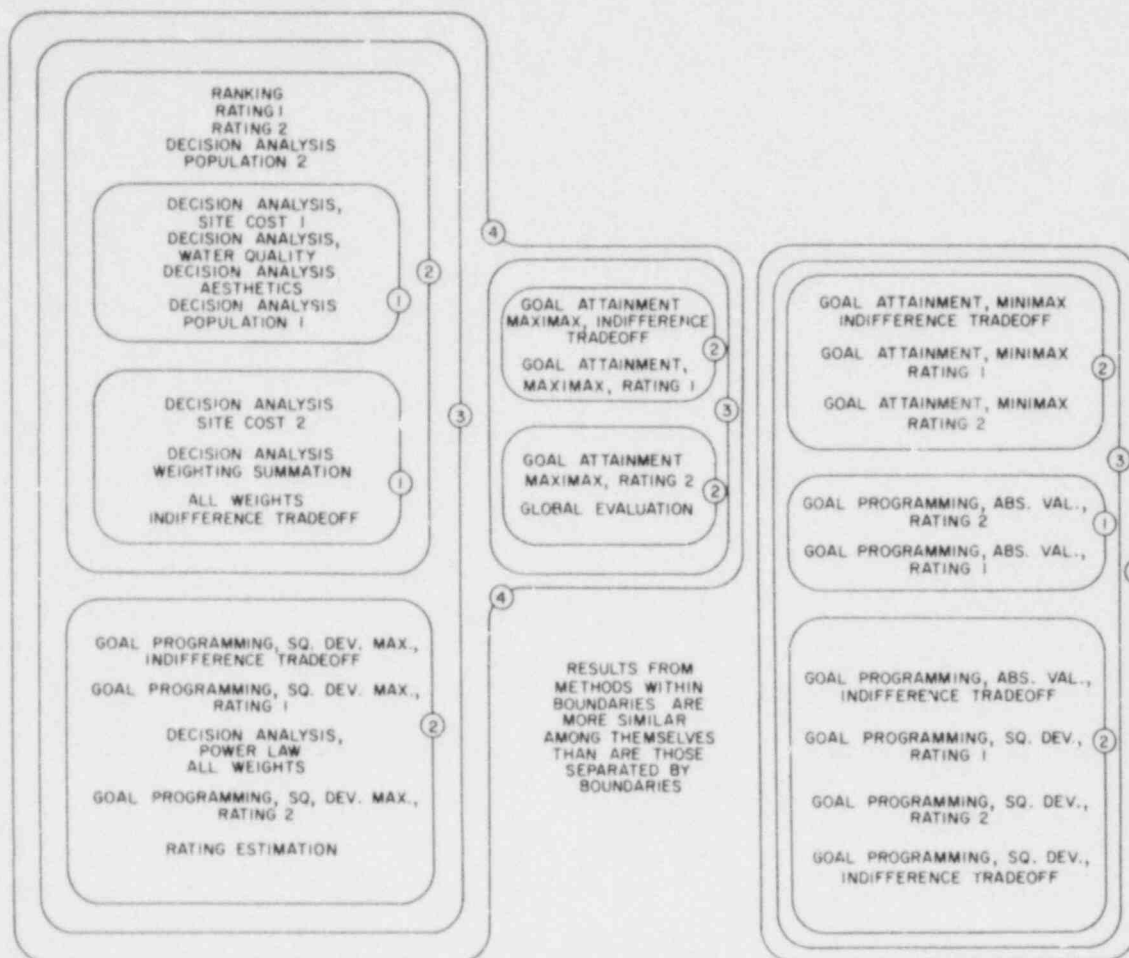 RANKING
RATING 1
RATING 2
DECISION ANALYSIS
POPULATION 2
DECISION ANALYSIS,
SITE COST 1
DECISION ANALYSIS,
WATER QUALITY
DECISION ANALYSIS
AESTHETICS
DECISION ANALYSIS
POPULATION 1
1
2
DECISION ANALYSIS
SITE COST 2
DECISION ANALYSIS
WEIGHTING SUMMATION
ALL WEIGHTS
INDIFFERENCE TRADEOFF
1
3
GOAL PROGRAMMING, SQ. DEV. MAX.,
INDIFFERENCE TRADEOFF
GOAL PROGRAMMING, SQ. DEV. MAX.,
RATING 1
DECISION ANALYSIS,
POWER LAW
ALL WEIGHTS
GOAL PROGRAMMING, SQ, DEV. MAX.,
RATING 2
RATING ESTIMATION
2
4
GOAL ATTAINMENT
MAXIMAX, INDIFFERENCE
TRADEOFF
GOAL ATTAINMENT,
MAXIMAX, RATING 1
2
3
GOAL ATTAINMENT
MAXIMAX, RATING 2
GLOBAL EVALUATION
2
4
RESULTS FROM
METHODS WITHIN
BOUNDARIES ARE
MORE SIMILAR
AMONG THEMSELVES
THAN ARE THOSE
SEPARATED BY
BOUNDARIES
GOAL ATTAINMENT, MINIMAX
INDIFFERENCE TRADEOFF
GOAL ATTAINMENT, MINIMAX
RATING 1
GOAL ATTAINMENT, MINIMAX
RATING 2
2
3
GOAL PROGRAMMING, ABS. VAL.,
RATING 2
GOAL PROGRAMMING, ABS. VAL.,
RATING 1
1
GOAL PROGRAMMING, ABS. VAL.,
INDIFFERENCE TRADEOFF
GOAL PROGRAMMING, SQ. DEV.,
RATING 1
GOAL PROGRAMMING, SQ. DEV.,
RATING 2
GOAL PROGRAMMING, SQ. DEV.,
INDIFFERENCE TRADEOFF
2